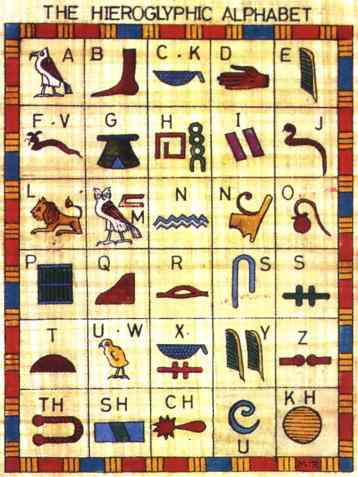 THE HIEROGLYPHIC ALPHABET
A B C·K D E
F·V G H I J
L M N N O
P Q R S S
T U·W X Y Z
TH SH CH U KH